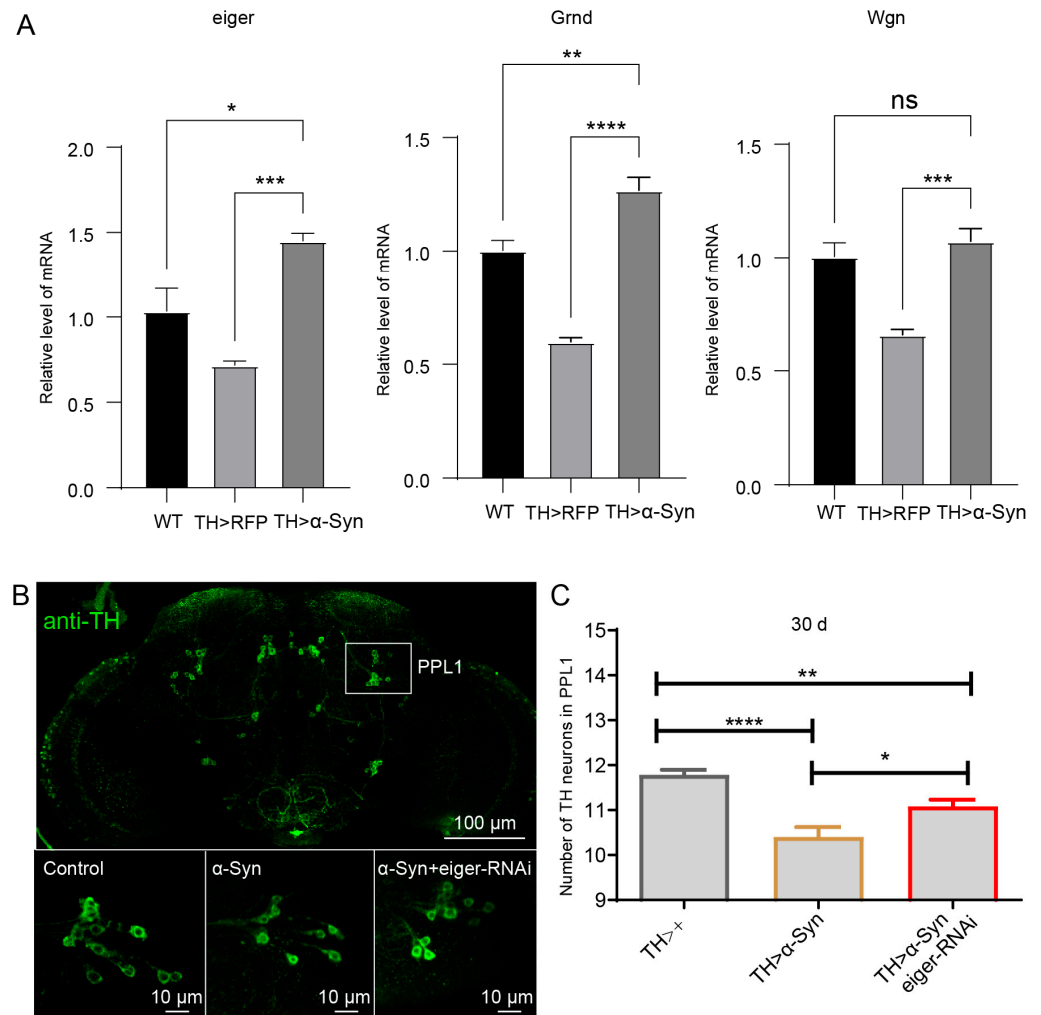 A
eiger
Grnd
Wgn
*
***
**
****
ns
***
Relative level of mRNA
2.0
1.5
1.0
0.5
0.0
WT TH>RFP TH>α-Syn
Relative level of mRNA
1.5
1.0
0.5
0.0
WT TH>RFP TH>α-Syn
Relative level of mRNA
1.5
1.0
0.5
0.0
WT TH>RFP TH>α-Syn
B
anti-TH
PPL1
100 μm
Control
α-Syn
α-Syn+eiger-RNAi
10 μm
10 μm
10 μm
C
30 d
**
****
*
Number of TH neurons in PPL1
15
14
13
12
11
10
9
TH>+
TH>α-Syn
TH>α-Syn
eiger-RNAi